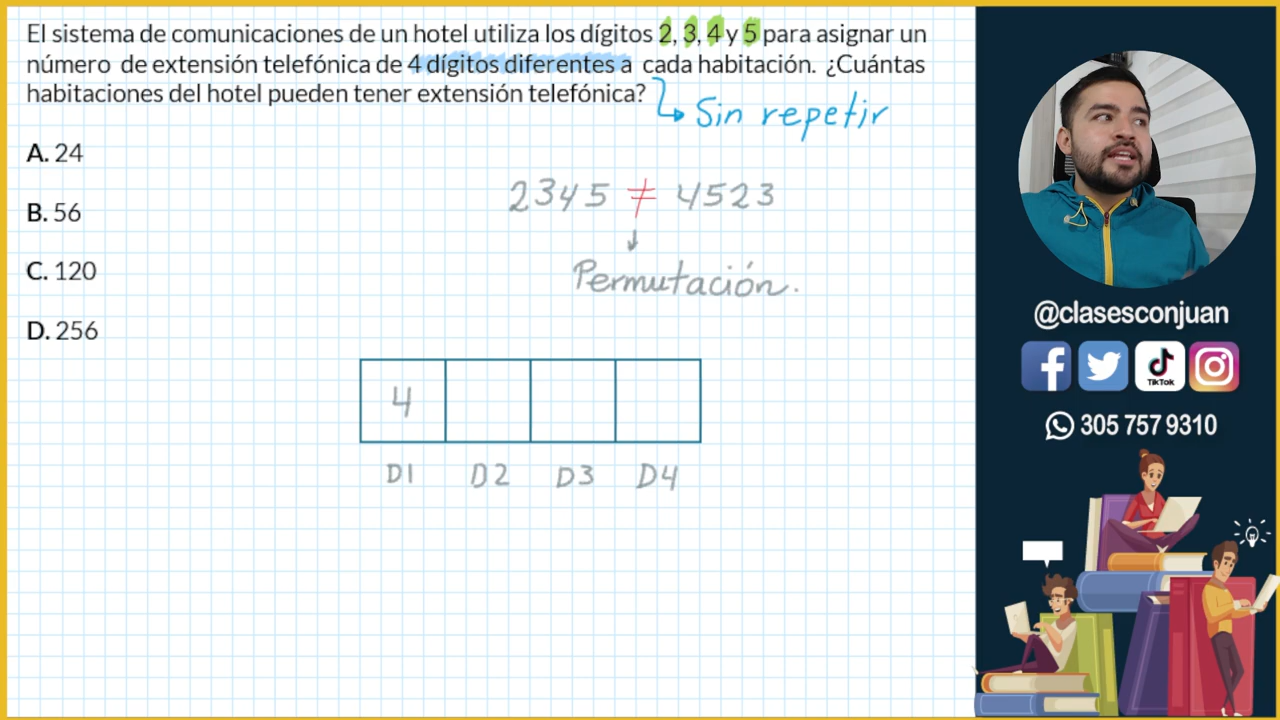 El sistema de comunicaciones de un hotel utiliza los dígitos 2, 3, 4 y 5 para asignar un
número de extensión telefónica de 4 dígitos diferentes a cada habitación. ¿Cuántas
habitaciones del hotel pueden tener extensión telefónica?
Sin repetir
A. 24
B. 56
C. 120
D. 256
2345 ≠ 4523
Permutación.
4
D1 D2 D3 D4
@clasesconjuan
TikTok
305 757 9310